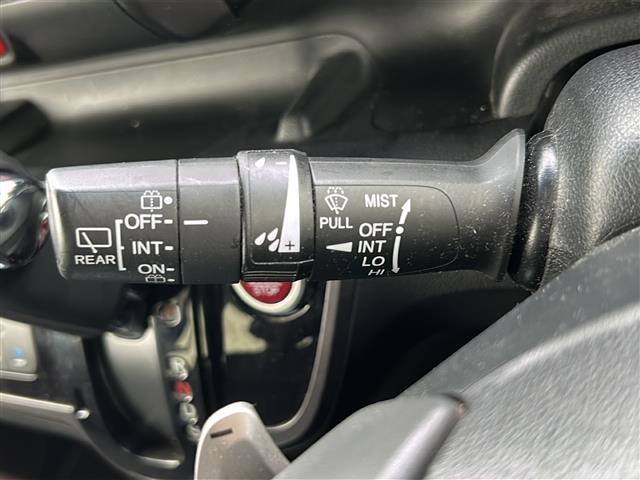 REAR
OFF
INT
ON
-
+
PULL
MIST
OFF
INT
LO
HI
STOP
R
N
D
S